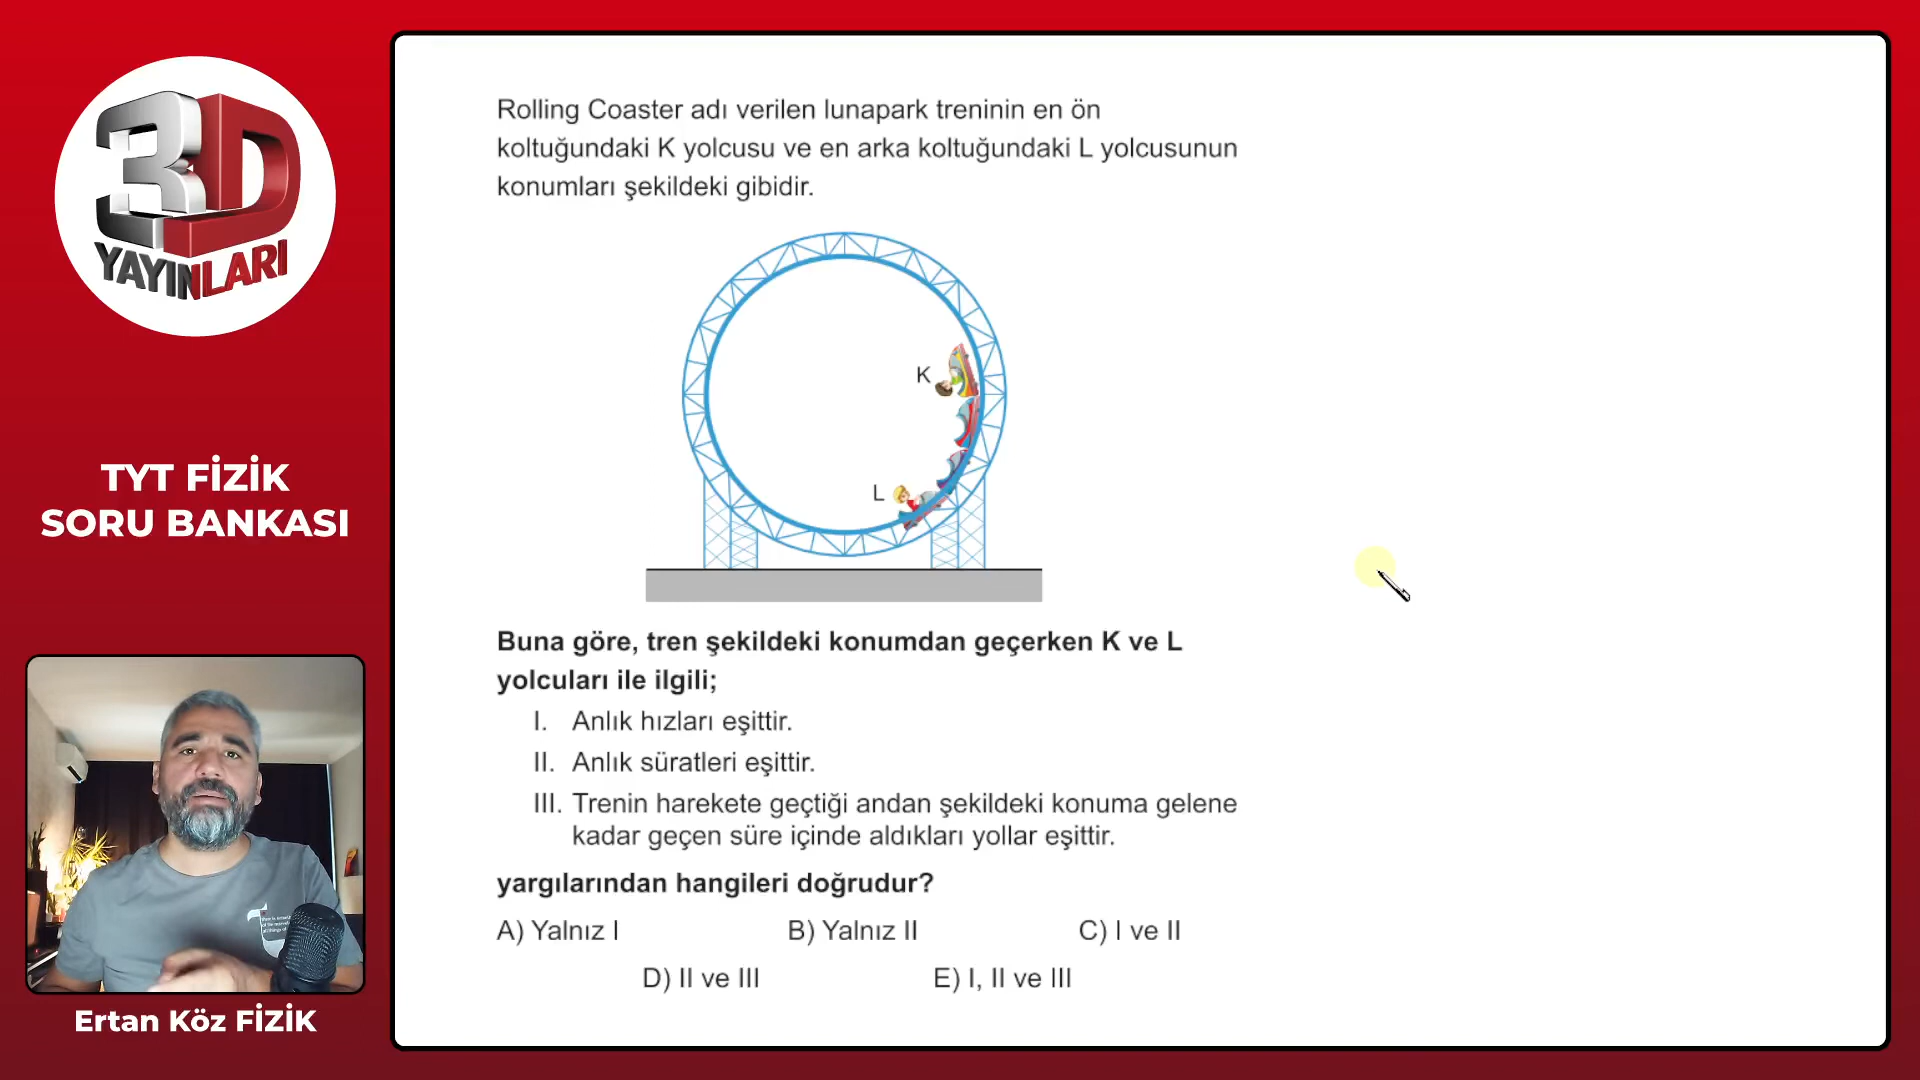 3D
YAYINLARI
TYT FİZİK
SORU BANKASI
Ertan Köz FİZİK
Rolling Coaster adı verilen lunapark treninin en ön
koltuğundaki K yolcusu ve en arka koltuğundaki L yolcusunun
konumları şekildeki gibidir.
K
L
Buna göre, tren şekildeki konumdan geçerken K ve L
yolcuları ile ilgili;
I. Anlık hızları eşittir.
II. Anlık süratleri eşittir.
III. Trenin harekete geçtiği andan şekildeki konuma gelene
kadar geçen süre içinde aldıkları yollar eşittir.
yargılarından hangileri doğrudur?
A) Yalnız I B) Yalnız II C) I ve II
D) II ve III E) I, II ve III